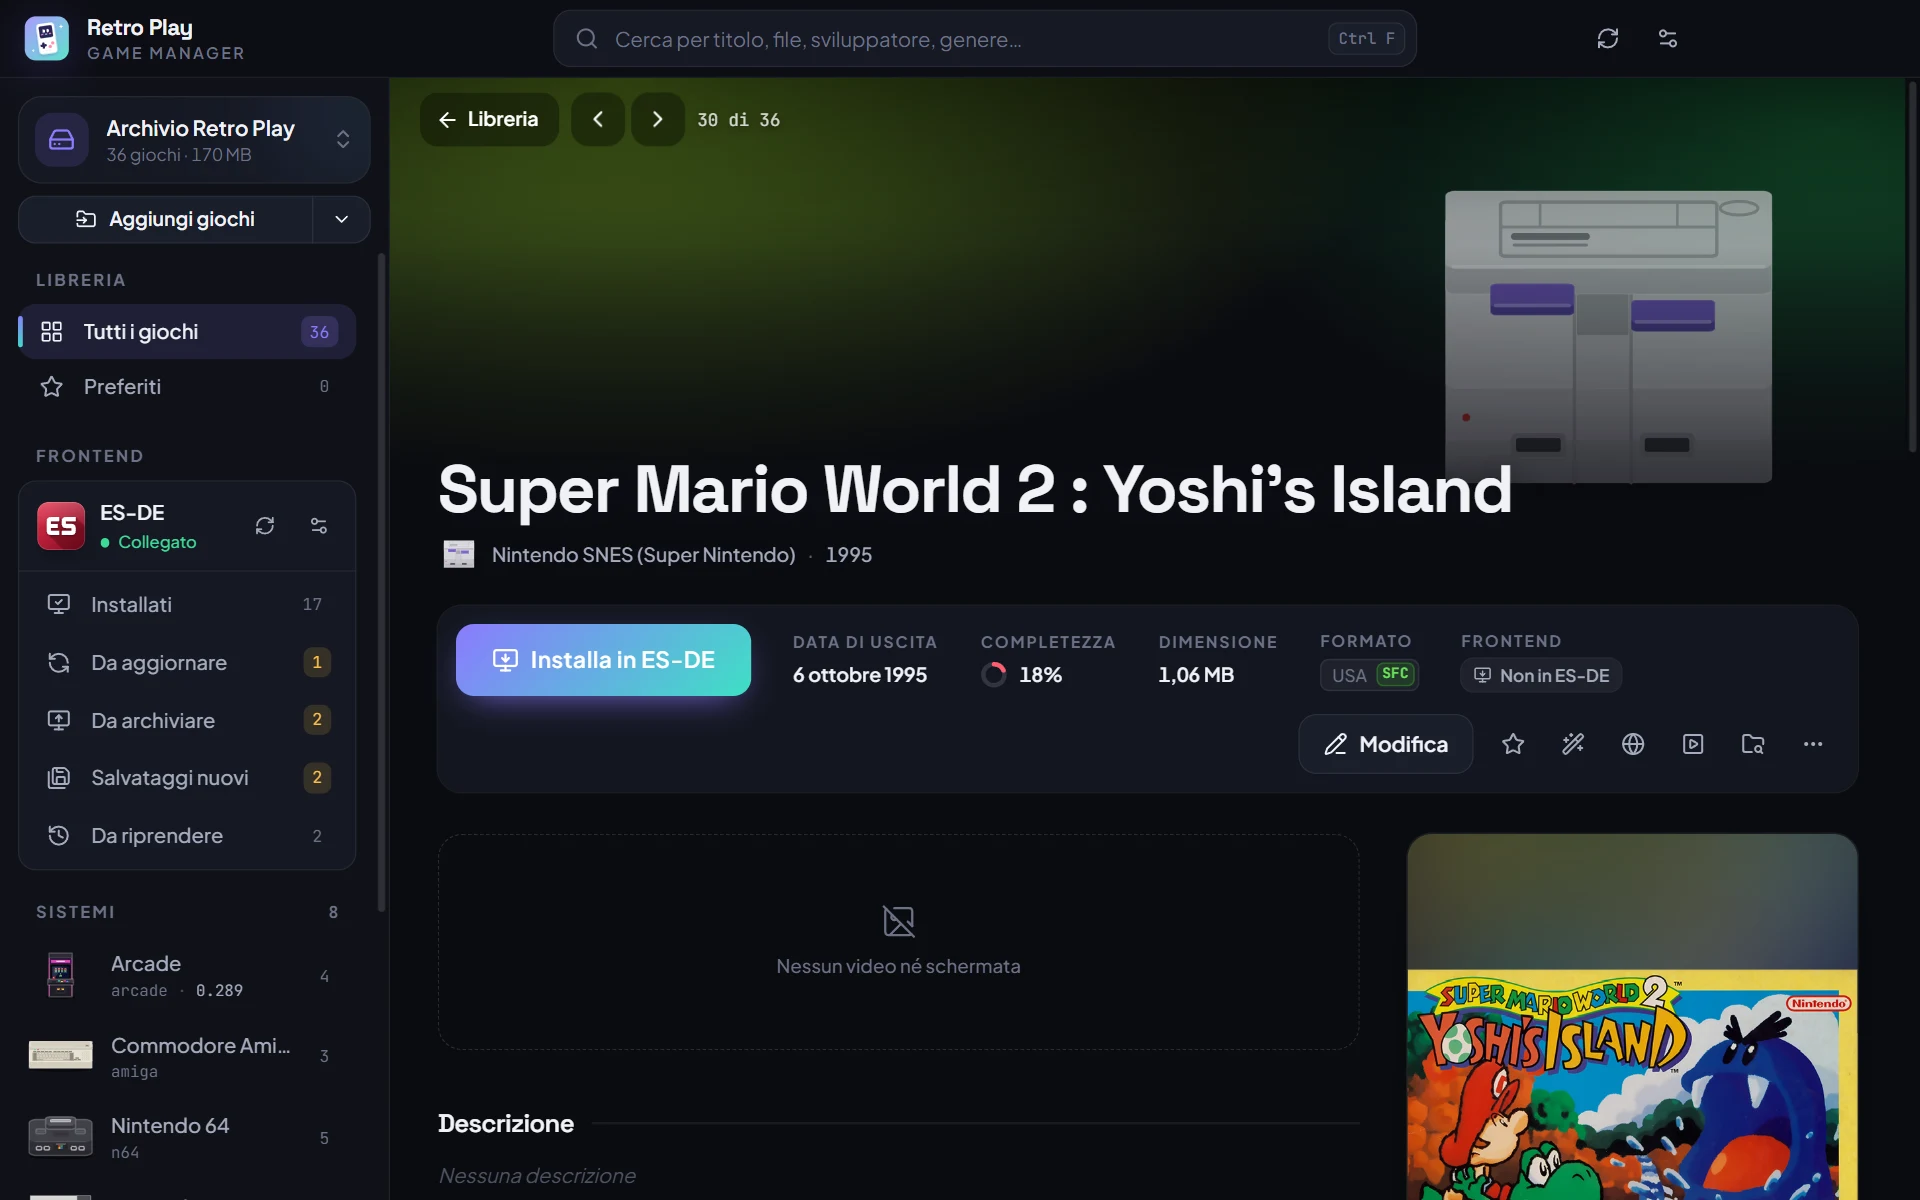 Retro Play
GAME MANAGER
Cerca per titolo, file, sviluppatore, genere…
Ctrl F
Archivio Retro Play
36 giochi · 170 MB
Aggiungi giochi
LIBRERIA
Tutti i giochi
36
Preferiti
0
FRONTEND
ES
ES-DE
Collegato
Installati
17
Da aggiornare
1
Da archiviare
2
Salvataggi nuovi
2
Da riprendere
2
SISTEMI
8
Arcade
arcade · 0.289
4
Commodore Ami…
amiga
3
Nintendo 64
n64
5
Libreria
30 di 36
Super Mario World 2 : Yoshi’s Island
Nintendo SNES (Super Nintendo) · 1995
Installa in ES-DE
DATA DI USCITA
6 ottobre 1995
COMPLETEZZA
18%
DIMENSIONE
1,06 MB
FORMATO
USA SFC
FRONTEND
Non in ES-DE
Modifica
Nessun video né schermata
Descrizione
Nessuna descrizione
SUPER MARIO WORLD 2™
YOSHI'S ISLAND™
Nintendo®